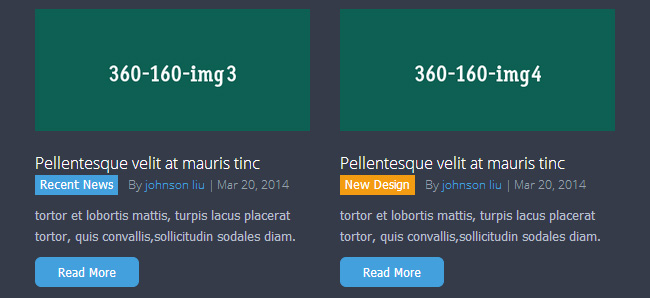 360-160-img3
Pellentesque velit at mauris tinc
Recent News By johnson liu | Mar 20, 2014
tortor et lobortis mattis, turpis lacus placerat
tortor, quis convallis,sollicitudin sodales diam.
Read More
360-160-img4
Pellentesque velit at mauris tinc
New Design By johnson liu | Mar 20, 2014
tortor et lobortis mattis, turpis lacus placerat
tortor, quis convallis,sollicitudin sodales diam.
Read More